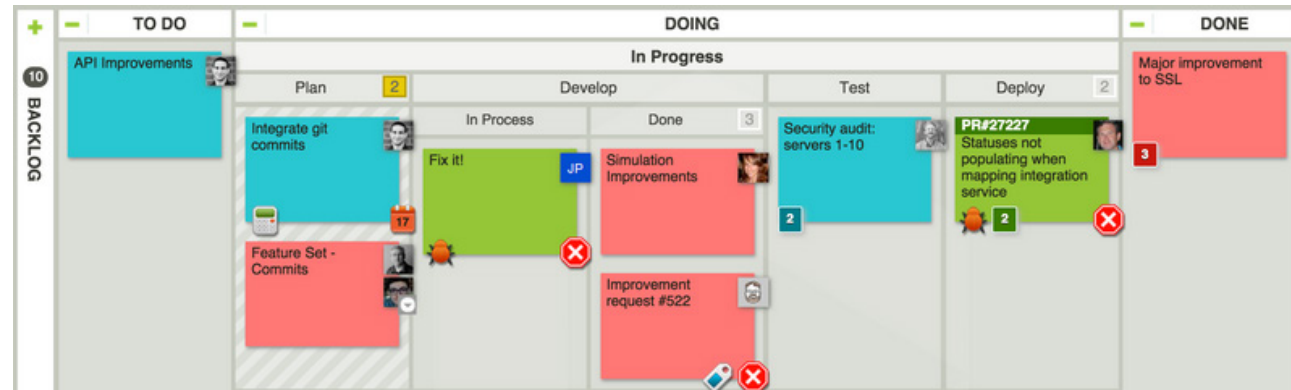 TO DO
DOING
DONE
10
BACKLOG
In Progress
Plan
2
Develop
Test
Deploy
2
In Process
Done
3
API Improvements
Integrate git
commits
17
Feature Set -
Commits
Fix it!
JP
Simulation
Improvements
Improvement
request #522
Security audit:
servers 1-10
2
PR#27227
Statuses not
populating when
mapping integration
service
2
Major improvement
to SSL
3